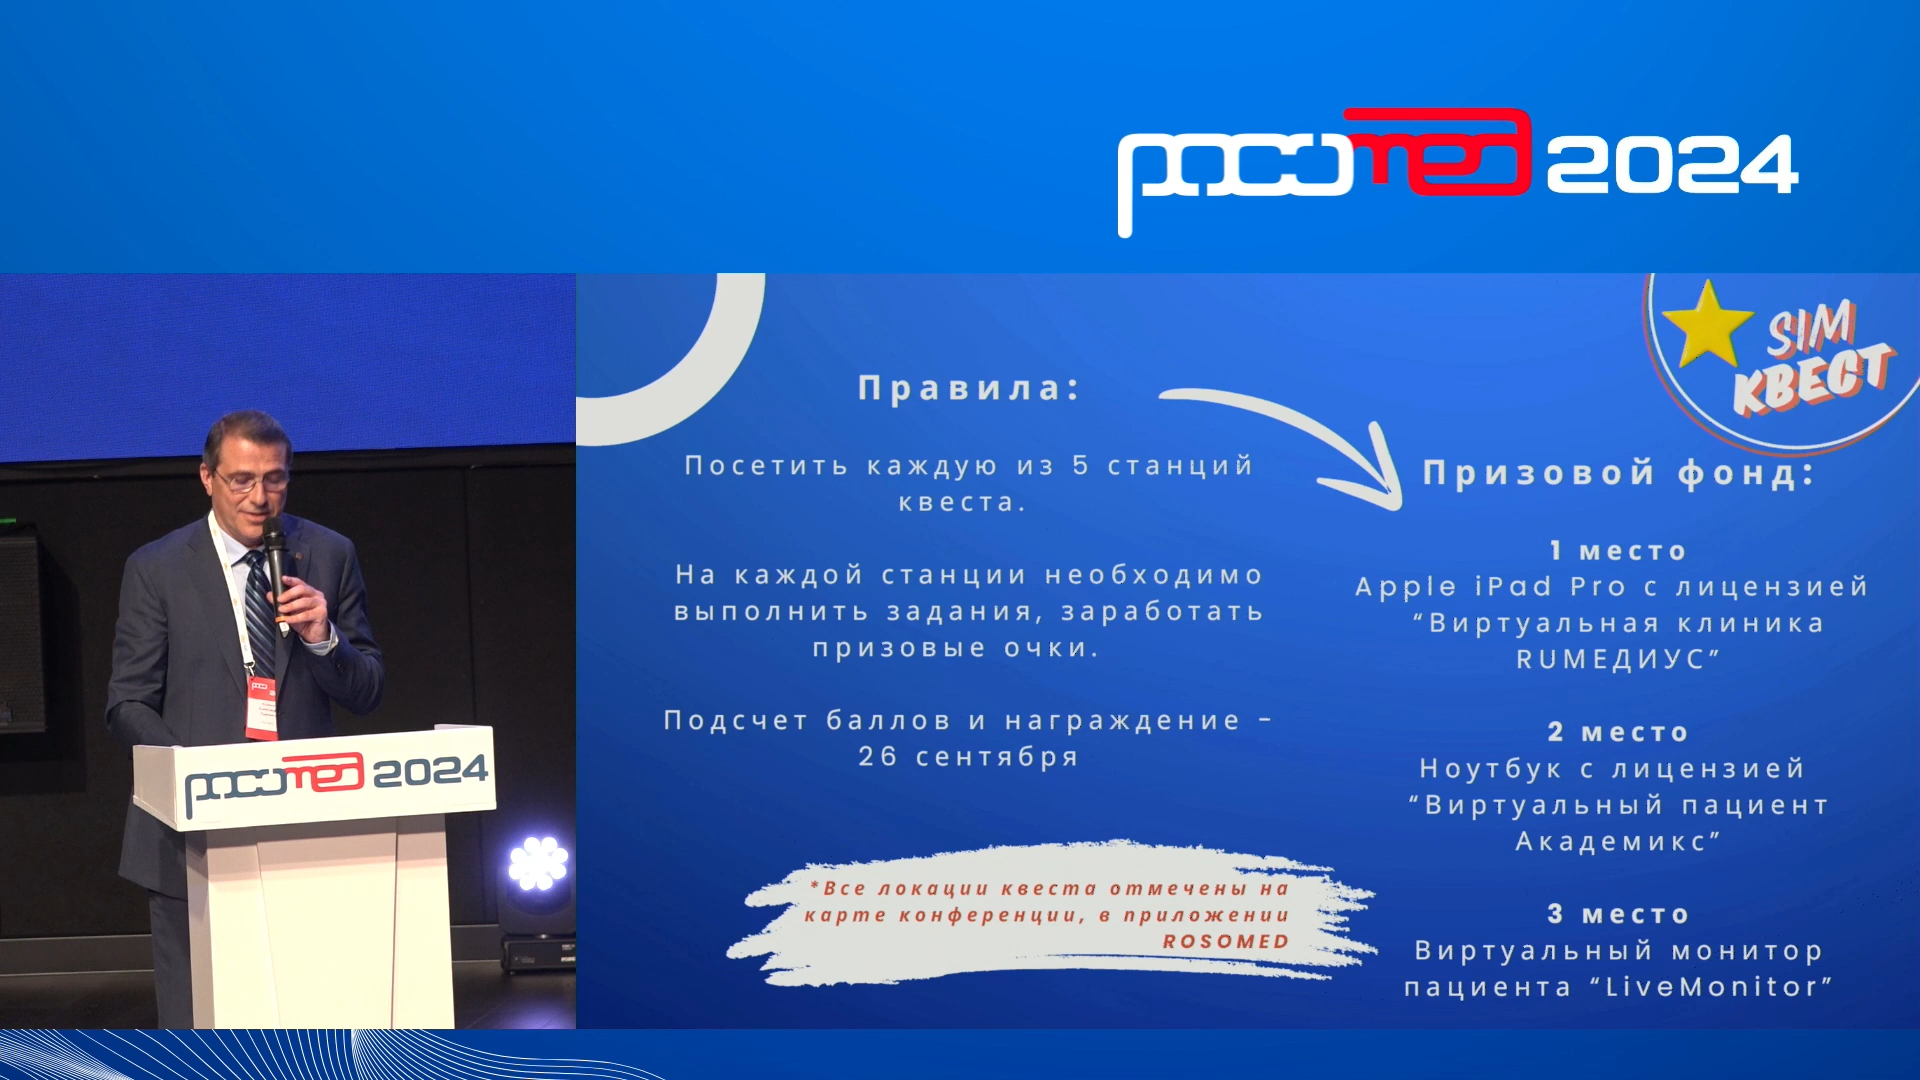 росомед 2024
SIM
КВЕСТ
Правила:
Посетить каждую из 5 станций
квеста.
На каждой станции необходимо
выполнить задания, заработать
призовые очки.
Подсчет баллов и награждение -
26 сентября
*Все локации квеста отмечены на
карте конференции, в приложении
ROSOMED
Призовой фонд:
1 место
Apple iPad Pro с лицензией
“Виртуальная клиника
RUМЕДИУС”
2 место
Ноутбук с лицензией
“Виртуальный пациент
Академикс”
3 место
Виртуальный монитор
пациента “LiveMonitor”
росомед 2024